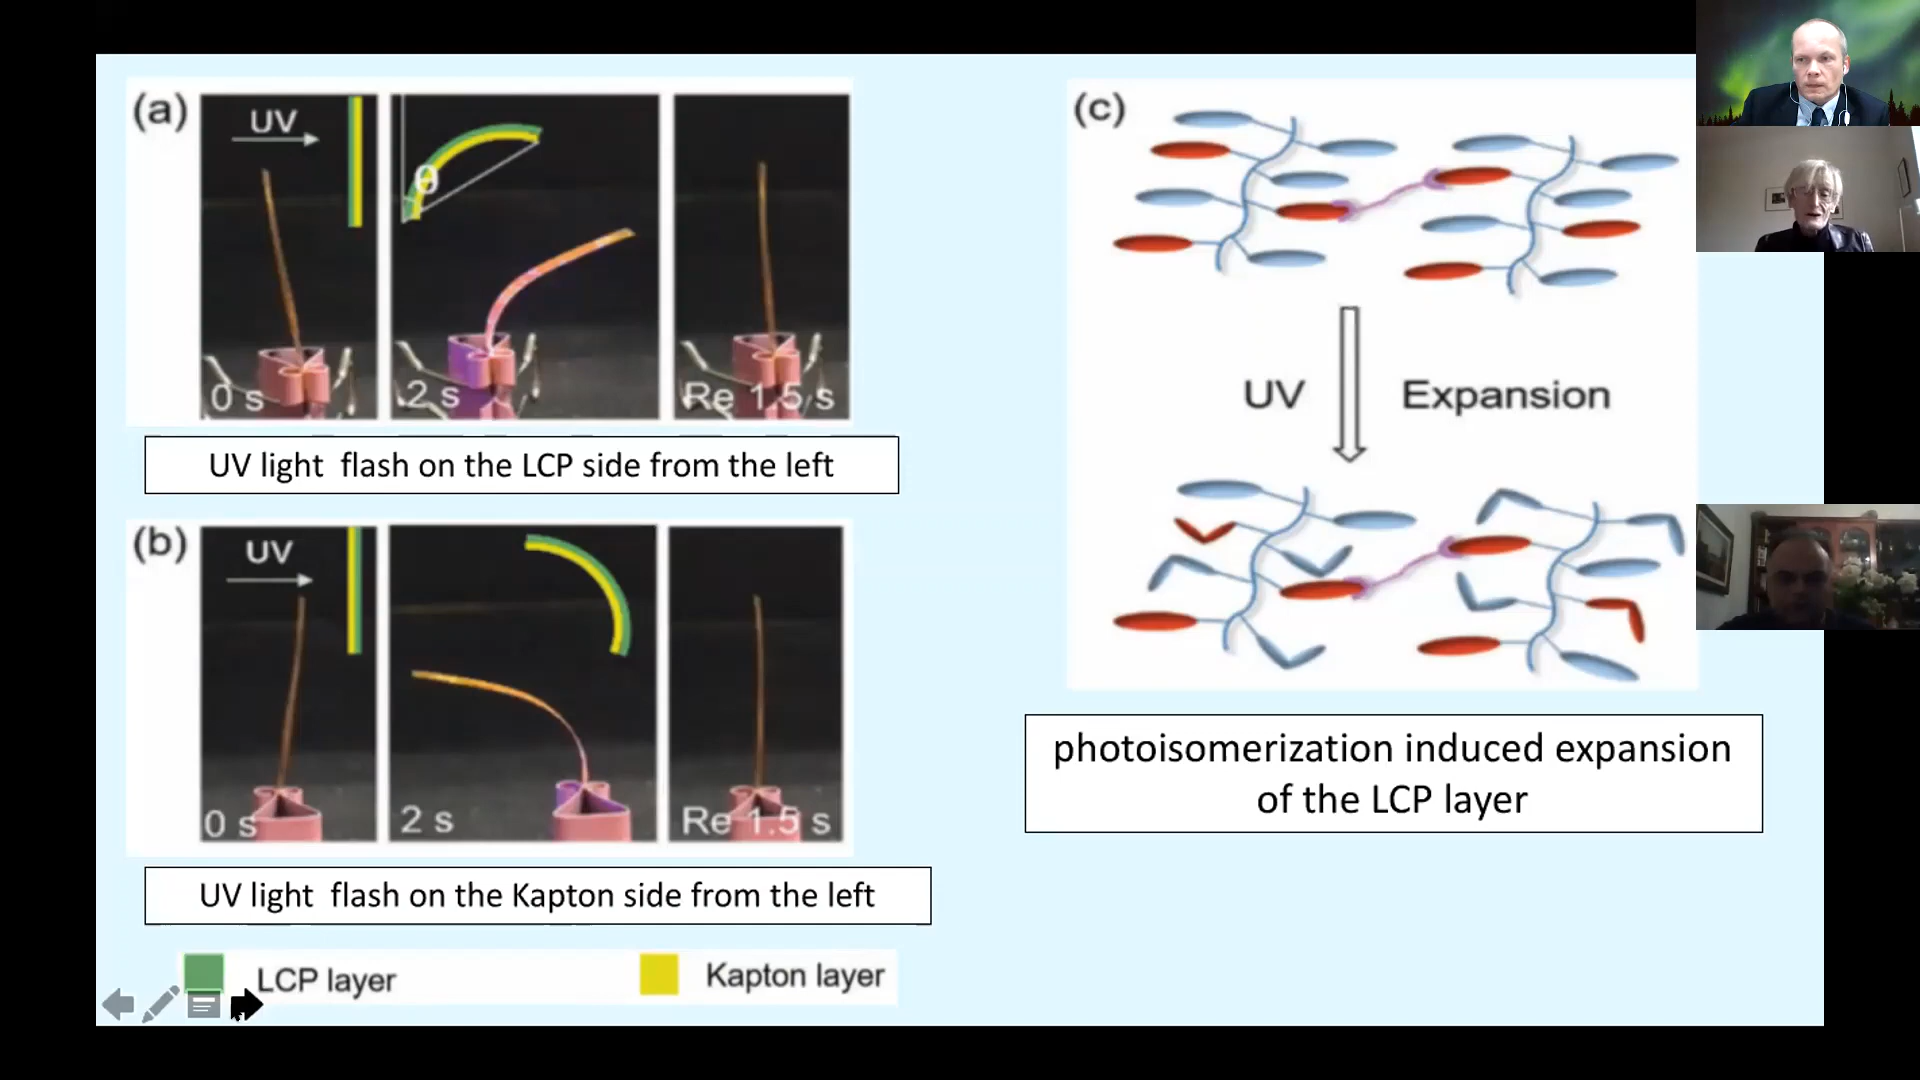 (a)
UV
θ
0 s
2 s
Re 1.5 s
UV light flash on the LCP side from the left
(b)
UV
0 s
2 s
Re 1.5 s
UV light flash on the Kapton side from the left
LCP layer
Kapton layer
(c)
UV
Expansion
photoisomerization induced expansion
of the LCP layer